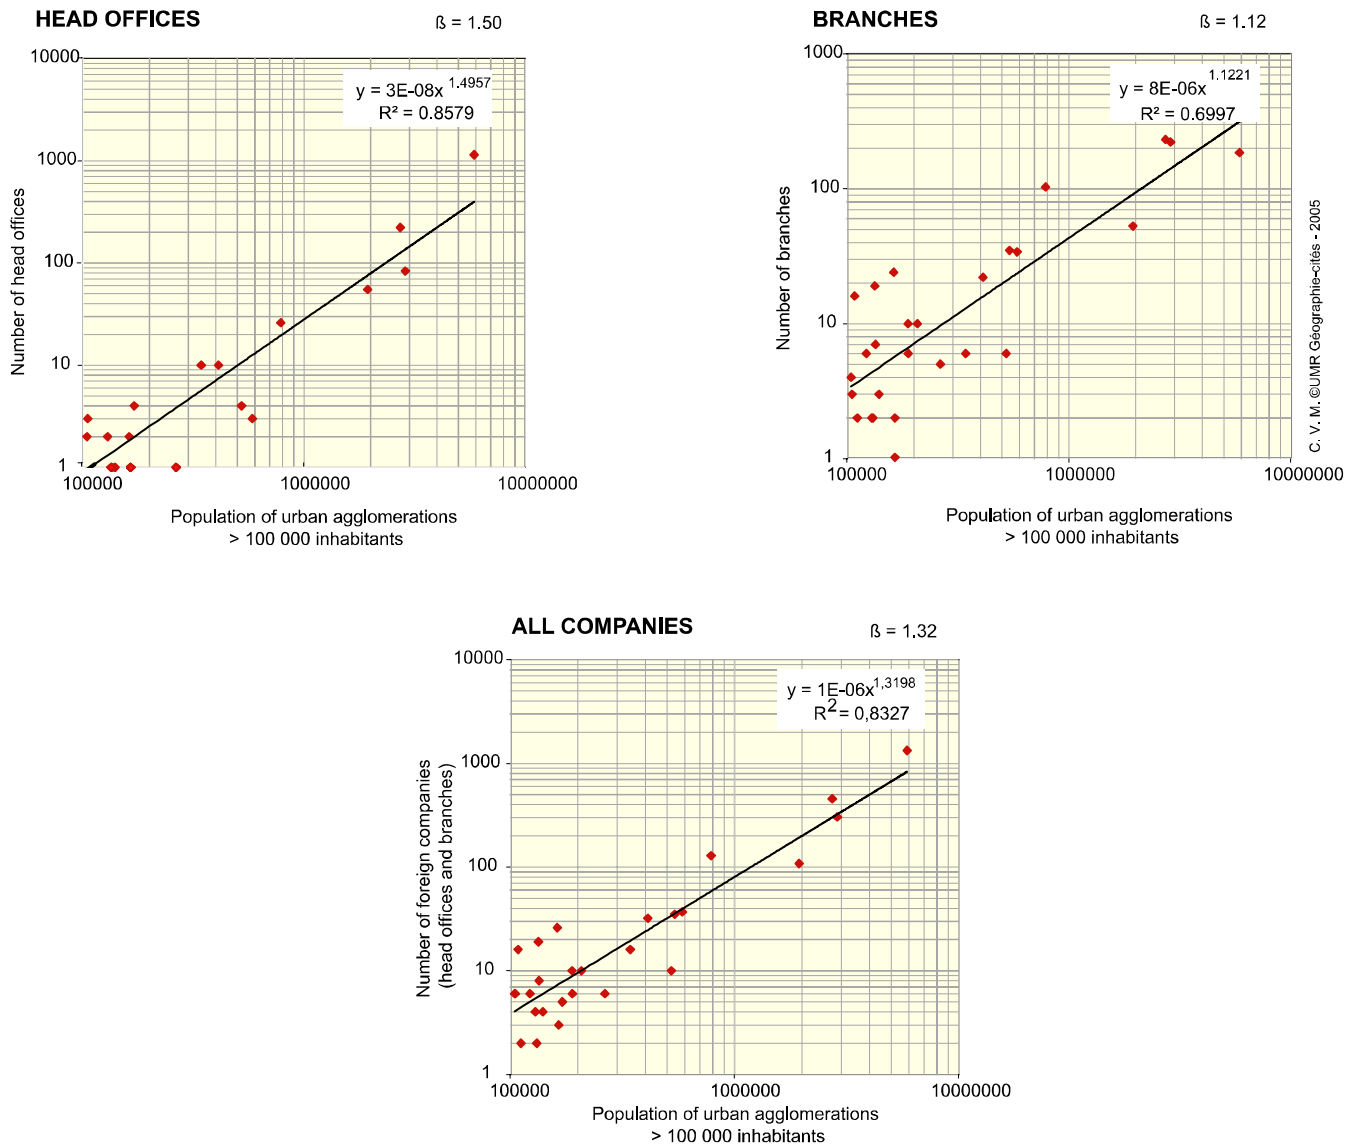 HEAD OFFICES
ß = 1.50
10000
1000
100
10
1
y = 3E-08x 1.4957
R² = 0.8579
Number of head offices
100000 1000000 10000000
Population of urban agglomerations
> 100 000 inhabitants
BRANCHES
ß = 1.12
1000
100
10
1
y = 8E-06x 1.1221
R² = 0.6997
Number of branches
100000 1000000 10000000
Population of urban agglomerations
> 100 000 inhabitants
C. V. M. ©UMR Géographie-cités - 2005
ALL COMPANIES
ß = 1.32
10000
1000
100
10
1
y = 1E-06x1,3198
R2 = 0,8327
Number of foreign companies
(head offices and branches)
100000 1000000 10000000
Population of urban agglomerations
> 100 000 inhabitants